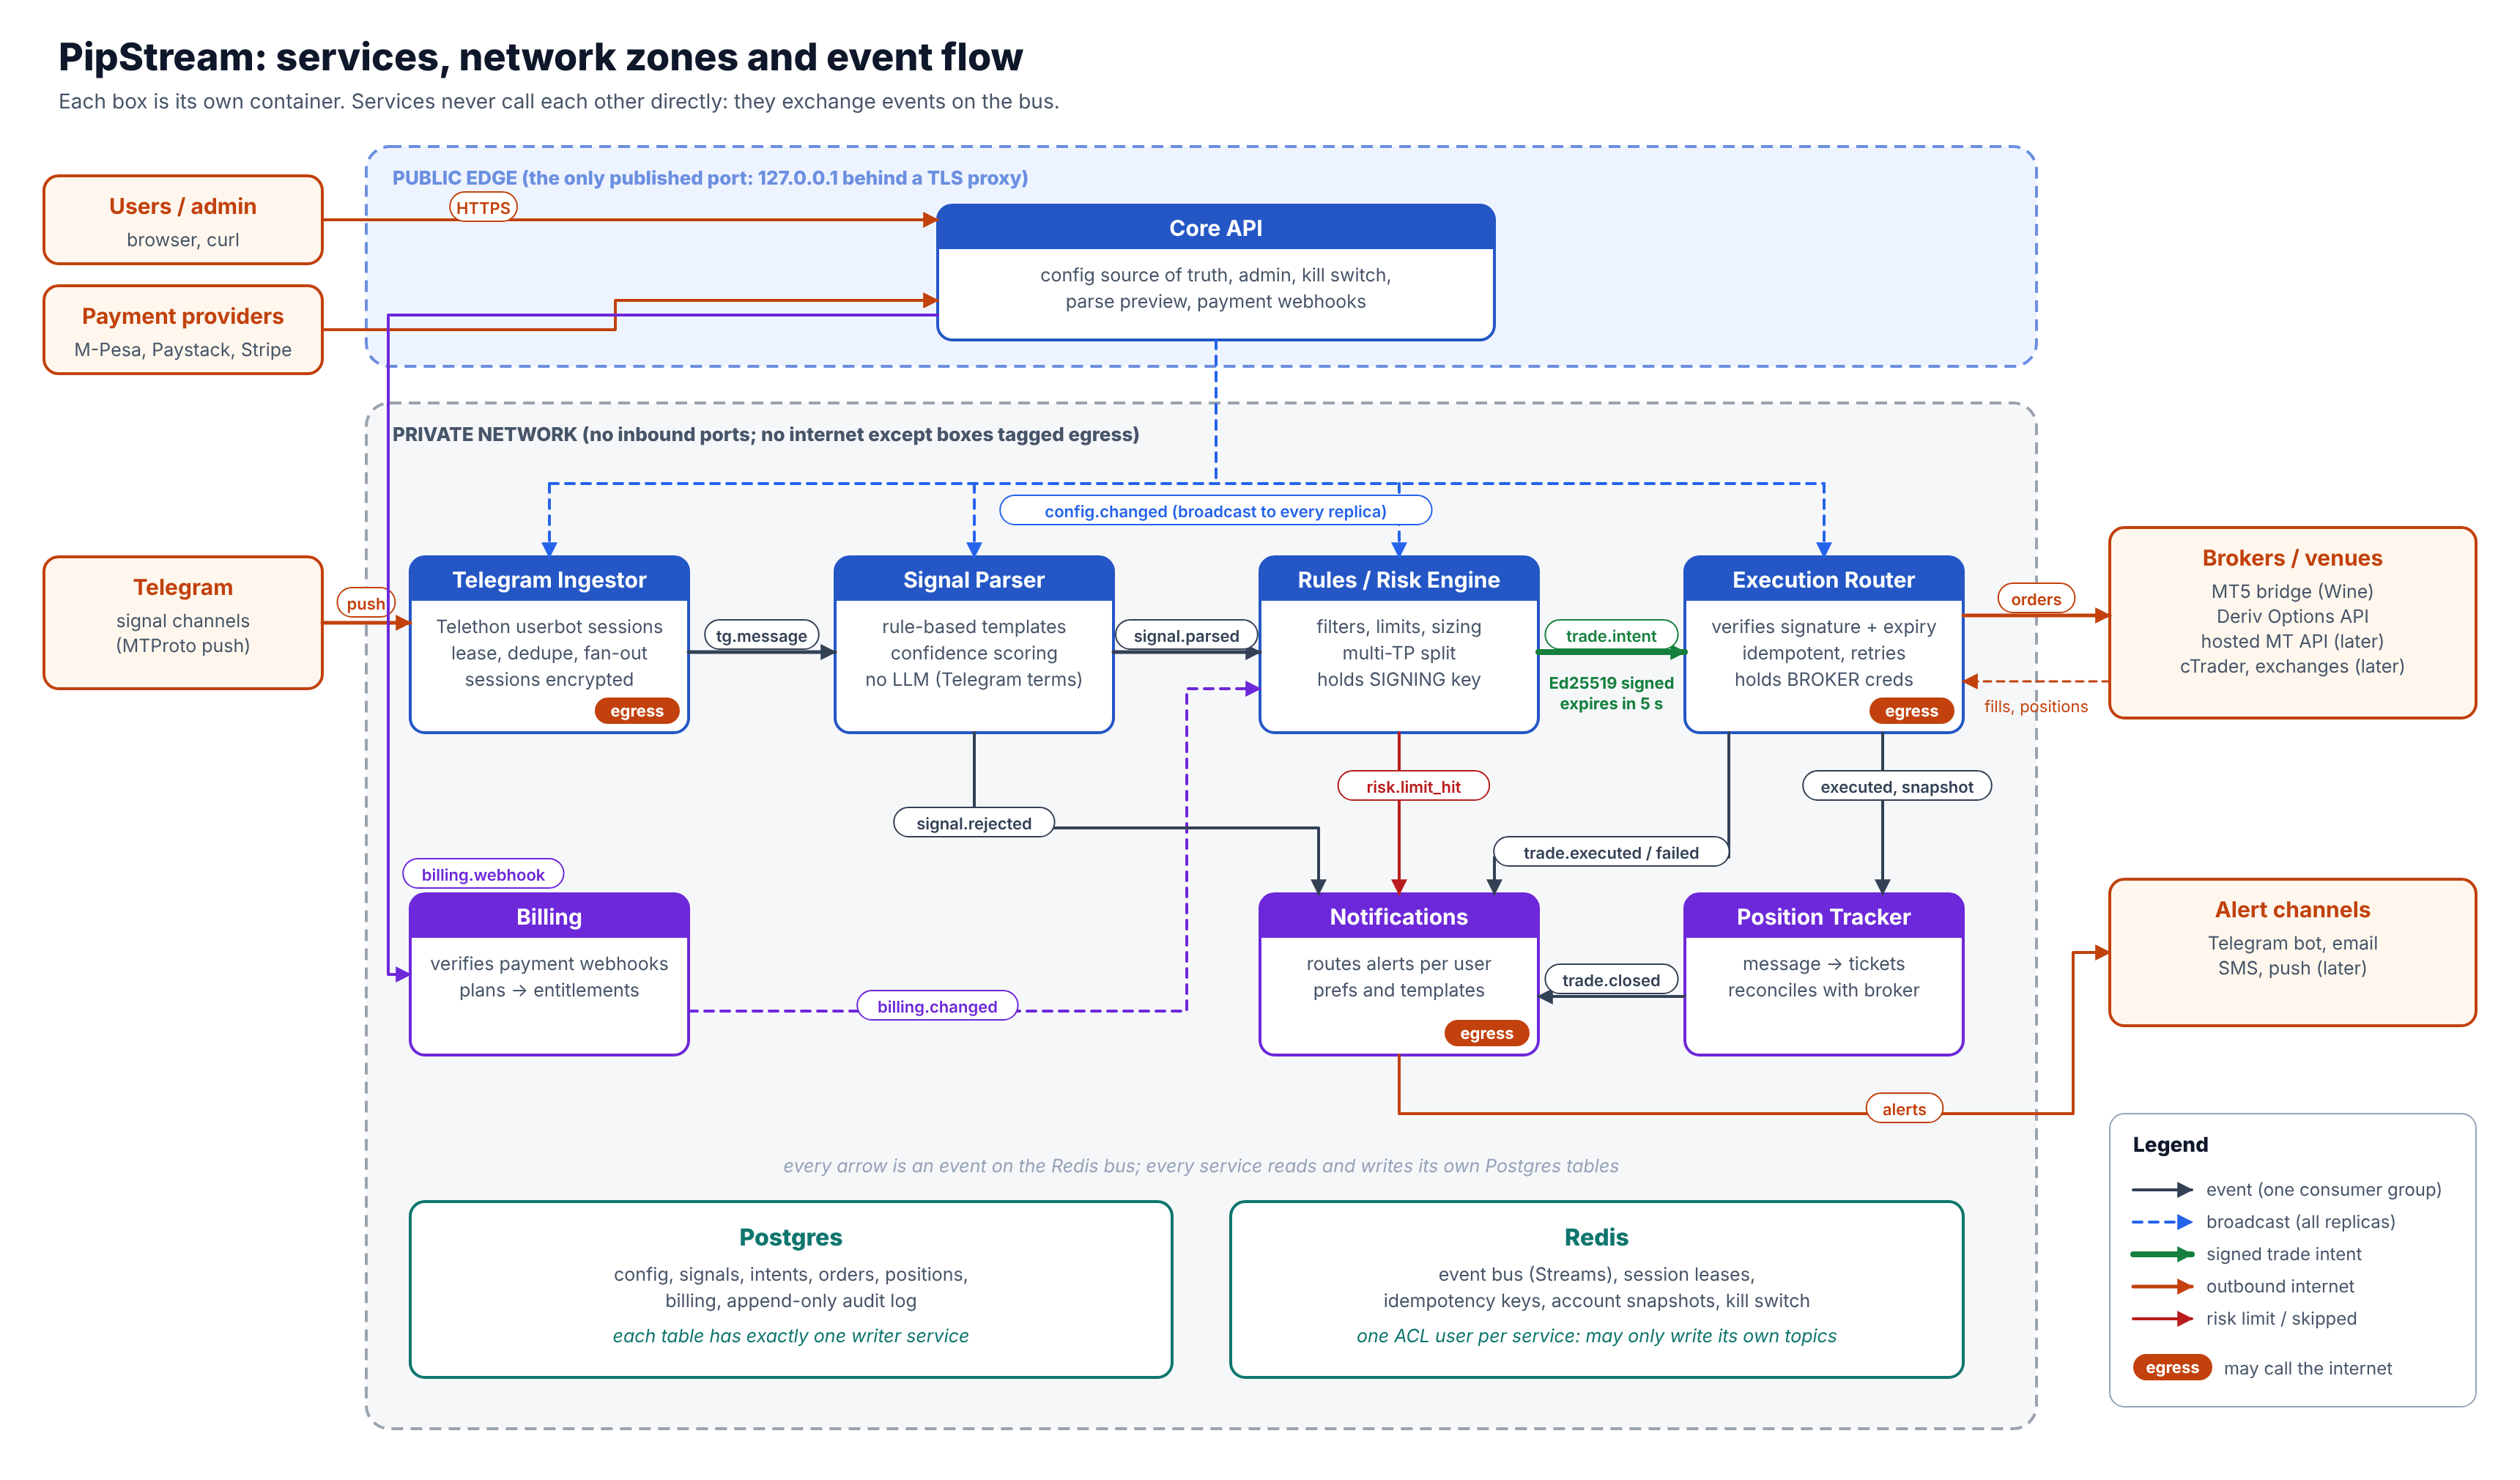 PipStream: services, network zones and event flow
Each box is its own container. Services never call each other directly: they exchange events on the bus.
PUBLIC EDGE (the only published port: 127.0.0.1 behind a TLS proxy)
Users / admin
browser, curl
HTTPS
Core API
config source of truth, admin, kill switch,
parse preview, payment webhooks
Payment providers
M-Pesa, Paystack, Stripe
PRIVATE NETWORK (no inbound ports; no internet except boxes tagged egress)
config.changed (broadcast to every replica)
Telegram
signal channels
(MTProto push)
push
Telegram Ingestor
Telethon userbot sessions
lease, dedupe, fan-out
sessions encrypted
egress
tg.message
Signal Parser
rule-based templates
confidence scoring
no LLM (Telegram terms)
signal.parsed
Rules / Risk Engine
filters, limits, sizing
multi-TP split
holds SIGNING key
trade.intent
Ed25519 signed
expires in 5 s
Execution Router
verifies signature + expiry
idempotent, retries
holds BROKER creds
egress
orders
fills, positions
Brokers / venues
MT5 bridge (Wine)
Deriv Options API
hosted MT API (later)
cTrader, exchanges (later)
risk.limit_hit
executed, snapshot
signal.rejected
trade.executed / failed
billing.webhook
Billing
verifies payment webhooks
plans → entitlements
billing.changed
Notifications
routes alerts per user
prefs and templates
egress
trade.closed
Position Tracker
message → tickets
reconciles with broker
Alert channels
Telegram bot, email
SMS, push (later)
alerts
every arrow is an event on the Redis bus; every service reads and writes its own Postgres tables
Postgres
config, signals, intents, orders, positions,
billing, append-only audit log
each table has exactly one writer service
Redis
event bus (Streams), session leases,
idempotency keys, account snapshots, kill switch
one ACL user per service: may only write its own topics
Legend
event (one consumer group)
broadcast (all replicas)
signed trade intent
outbound internet
risk limit / skipped
egress may call the internet